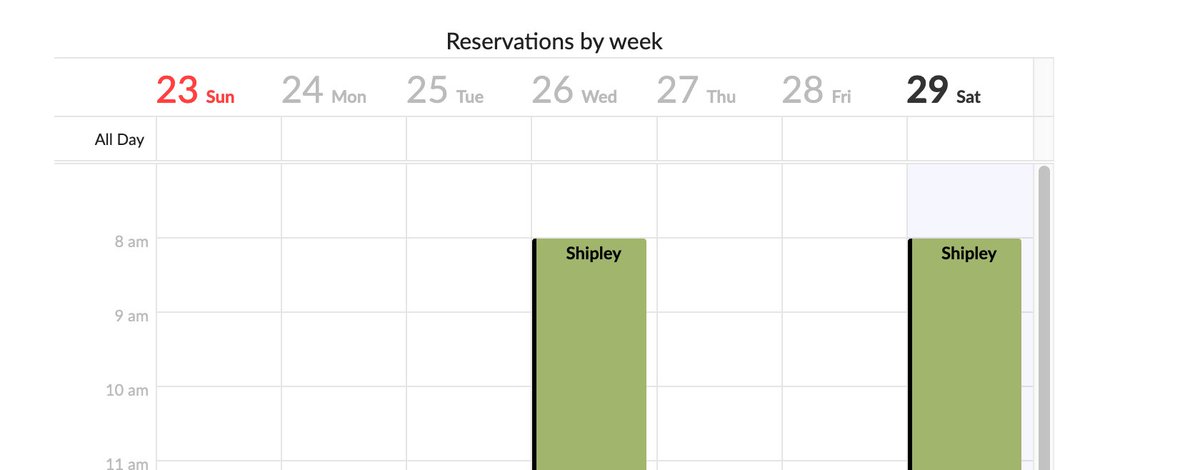 Reservations by week
23 Sun 24 Mon 25 Tue 26 Wed 27 Thu 28 Fri 29 Sat
All Day
8 am
Shipley Shipley
9 am
10 am
11 am